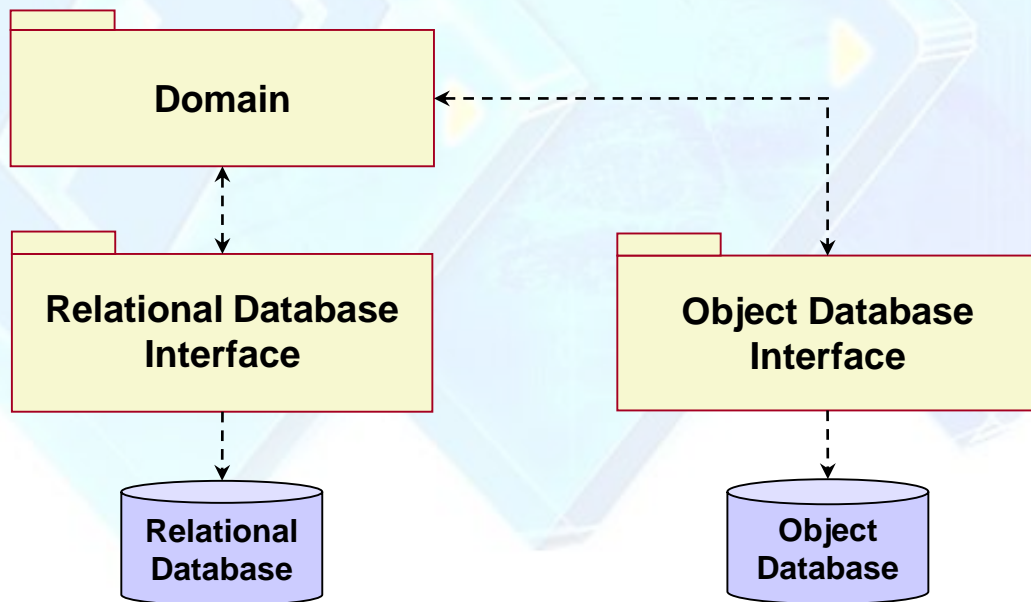 Domain
Relational Database
Interface
Object Database
Interface
Relational
Database
Object
Database